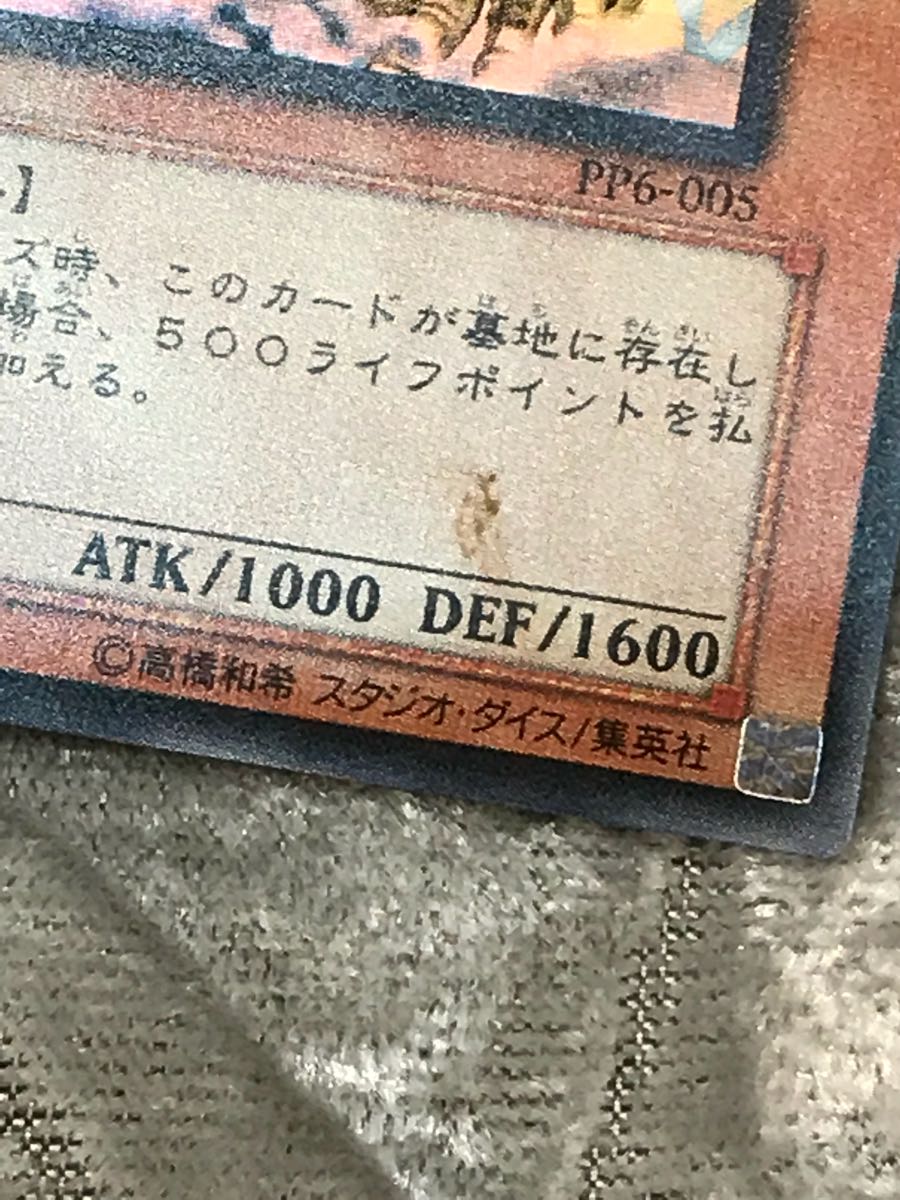 PP6-005
】
ズ時、このカードが墓地に存在し
場合、500ライフポイントを払
加える。
ATK/1000 DEF/1600
©高橋和希 スタジオ・ダイス/集英社